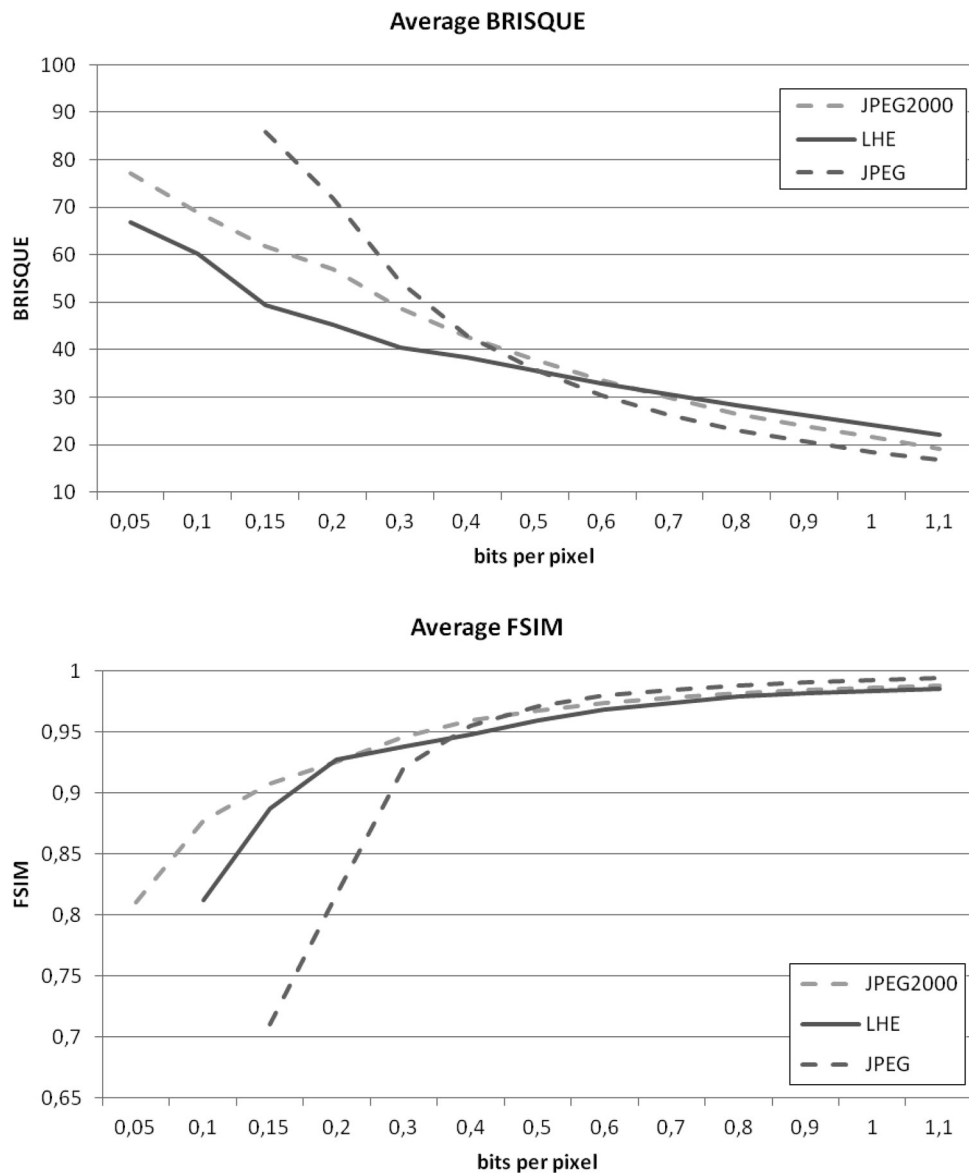 Average BRISQUE
100
90
80
70
60
50
40
30
20
10
BRISQUE
JPEG2000
LHE
JPEG
0,05 0,1 0,15 0,2 0,3 0,4 0,5 0,6 0,7 0,8 0,9 1 1,1
bits per pixel
Average FSIM
1
0,95
0,9
0,85
0,8
0,75
0,7
0,65
FSIM
JPEG2000
LHE
JPEG
0,05 0,1 0,15 0,2 0,3 0,4 0,5 0,6 0,7 0,8 0,9 1 1,1
bits per pixel